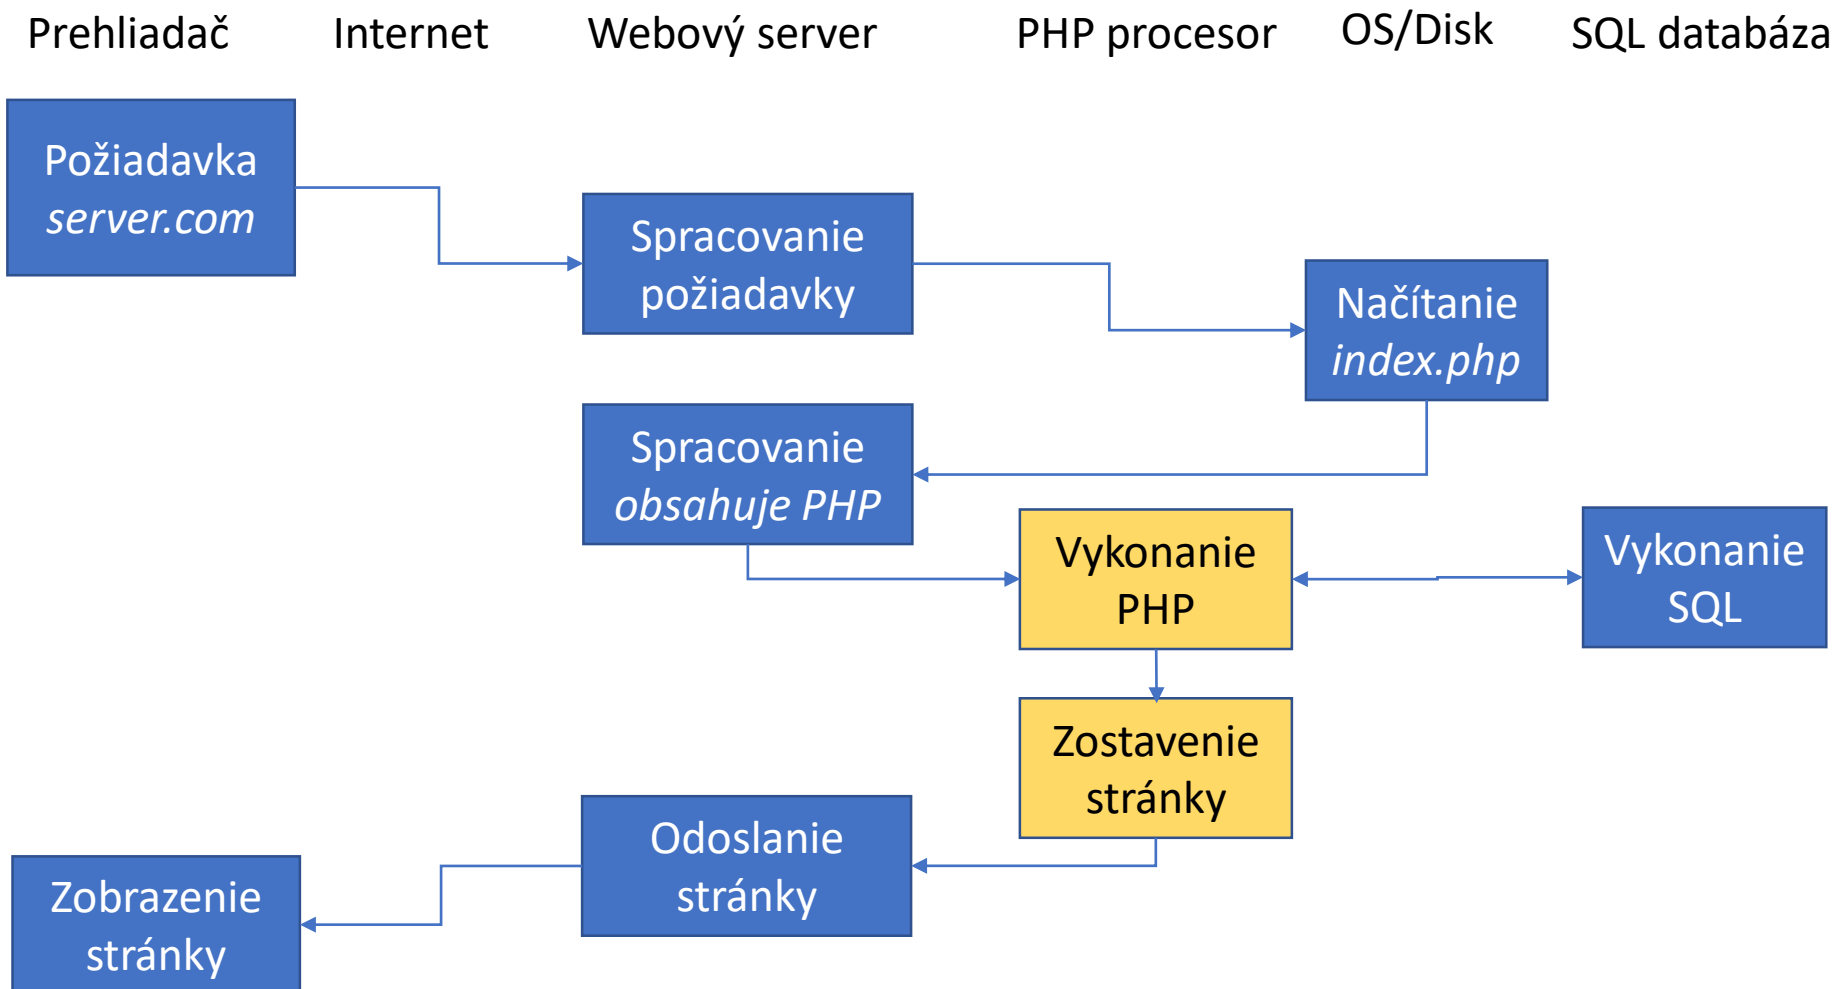 Prehliadač
Internet
Webový server
PHP procesor
OS/Disk
SQL databáza
Požiadavka
server.com
Spracovanie
požiadavky
Načítanie
index.php
Spracovanie
obsahuje PHP
Vykonanie
PHP
Vykonanie
SQL
Zostavenie
stránky
Odoslanie
stránky
Zobrazenie
stránky